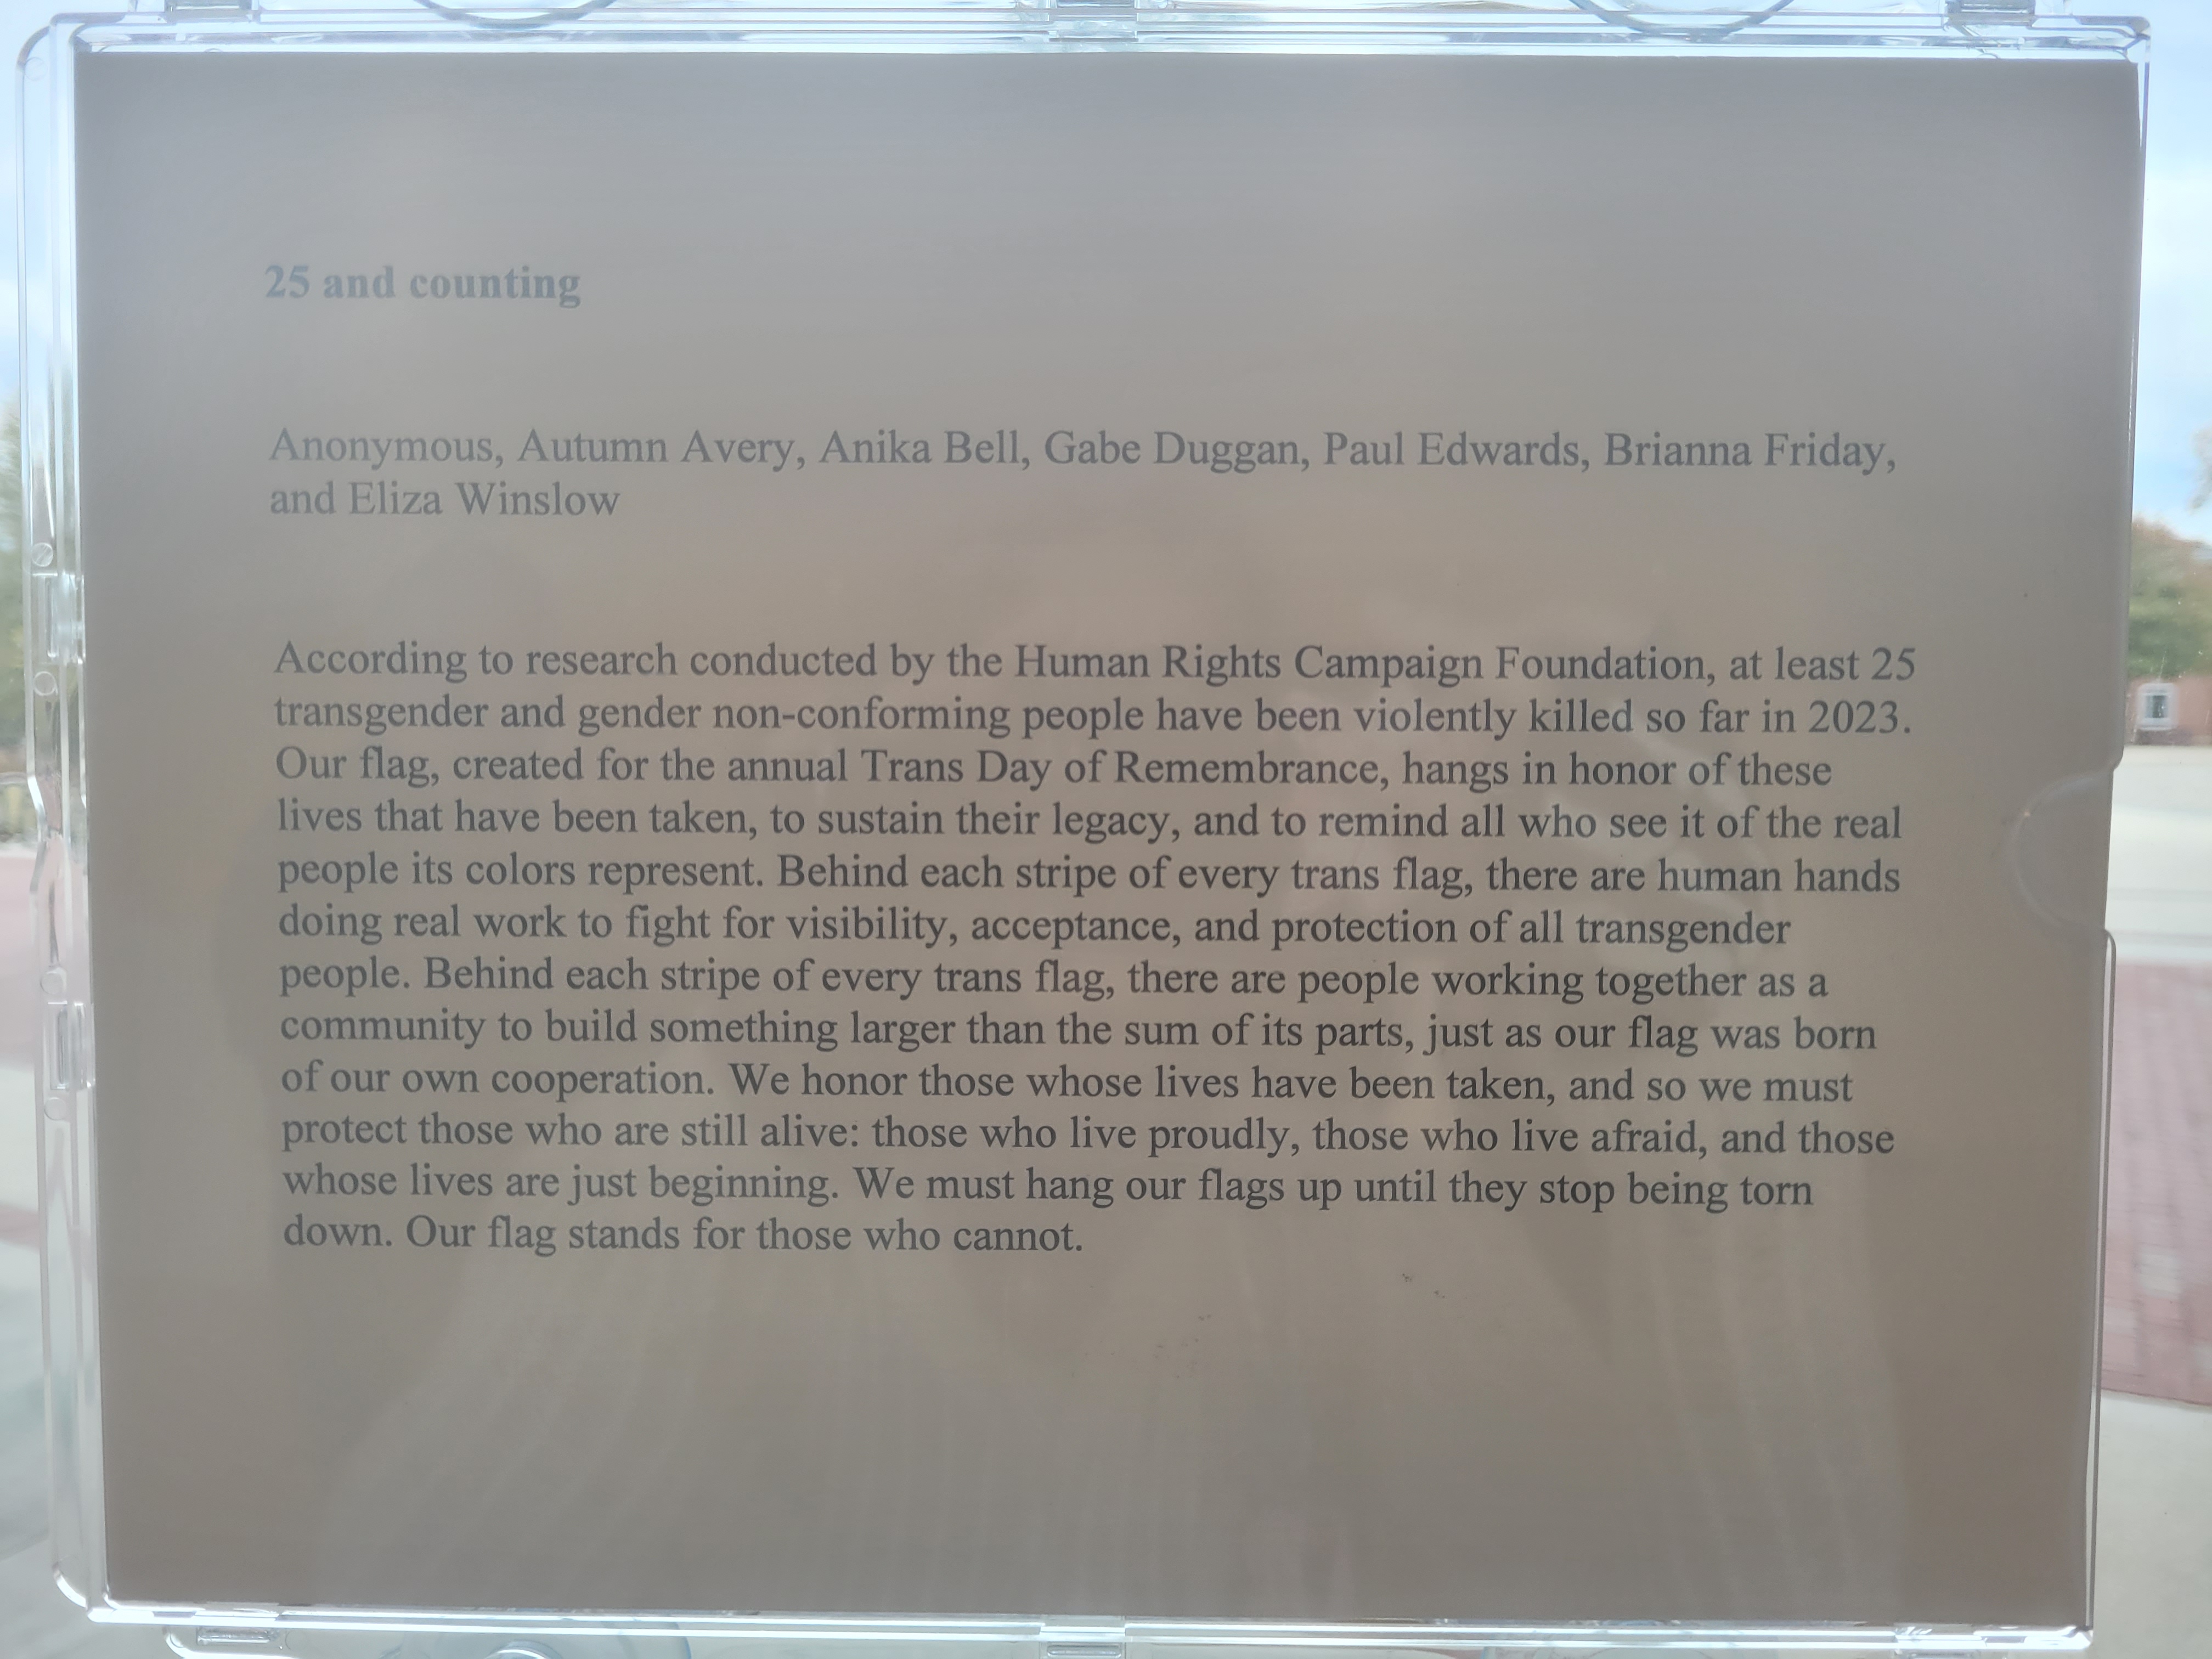 25 and counting
Anonymous, Autumn Avery, Anika Bell, Gabe Duggan, Paul Edwards, Brianna Friday,
and Eliza Winslow
According to research conducted by the Human Rights Campaign Foundation, at least 25
transgender and gender non-conforming people have been violently killed so far in 2023.
Our flag, created for the annual Trans Day of Remembrance, hangs in honor of these
lives that have been taken, to sustain their legacy, and to remind all who see it of the real
people its colors represent. Behind each stripe of every trans flag, there are human hands
doing real work to fight for visibility, acceptance, and protection of all transgender
people. Behind each stripe of every trans flag, there are people working together as a
community to build something larger than the sum of its parts, just as our flag was born
of our own cooperation. We honor those whose lives have been taken, and so we must
protect those who are still alive: those who live proudly, those who live afraid, and those
whose lives are just beginning. We must hang our flags up until they stop being torn
down. Our flag stands for those who cannot.